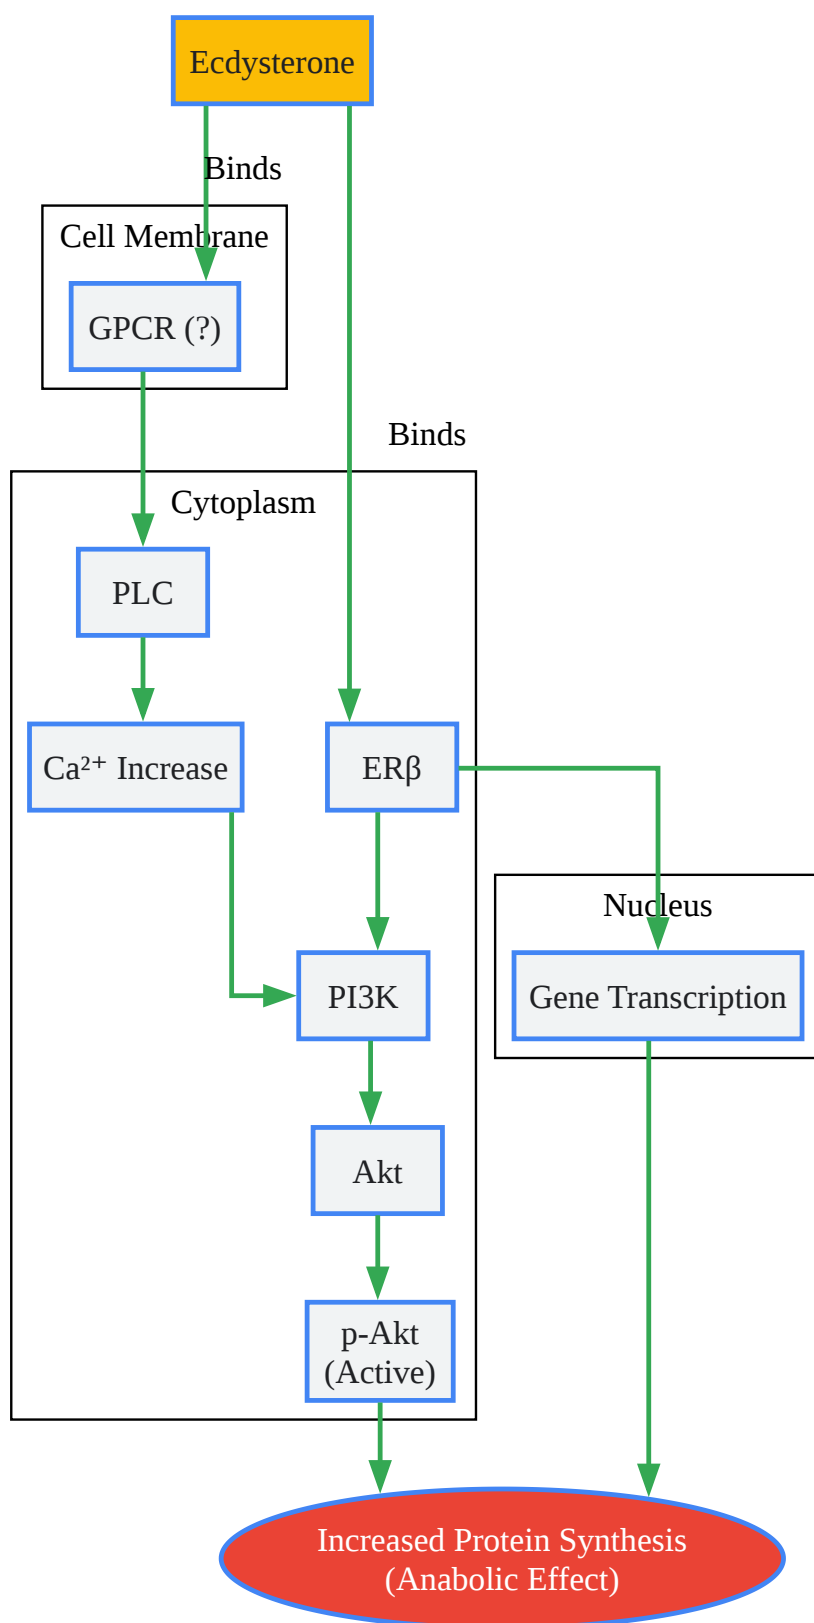 Ecdysterone
Binds
Cell Membrane
GPCR (?)
Binds
Cytoplasm
PLC
Ca²⁺ Increase
ERβ
Nucleus
PI3K
Gene Transcription
Akt
p-Akt
(Active)
Increased Protein Synthesis
(Anabolic Effect)